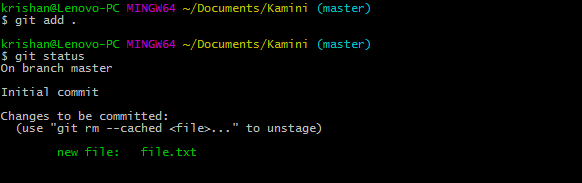 krishan@Lenovo-PC MINGW64 ~/Documents/Kamini (master)
$ git add .
krishan@Lenovo-PC MINGW64 ~/Documents/Kamini (master)
$ git status
On branch master
Initial commit
Changes to be committed:
  (use "git rm --cached <file>..." to unstage)
        new file:   file.txt